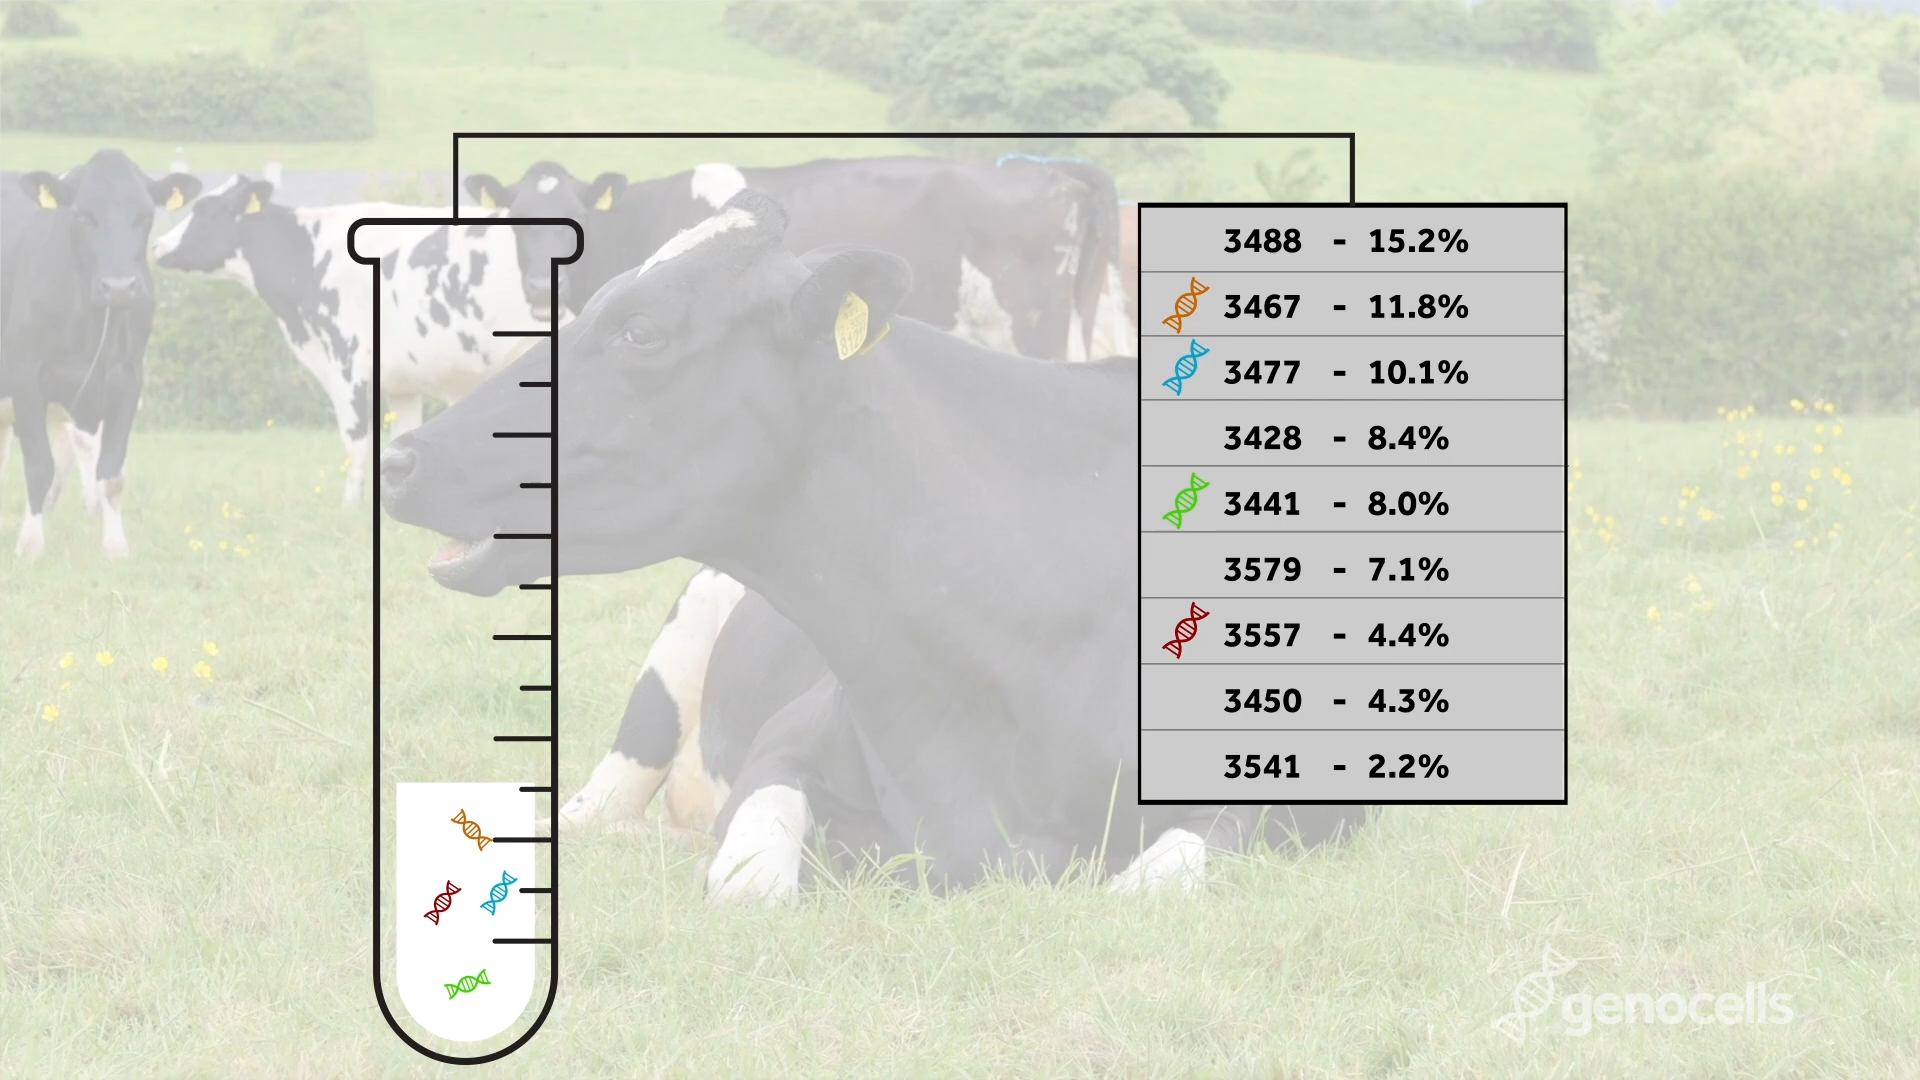 3488 - 15.2%
3467 - 11.8%
3477 - 10.1%
3428 - 8.4%
3441 - 8.0%
3579 - 7.1%
3557 - 4.4%
3450 - 4.3%
3541 - 2.2%
genocells